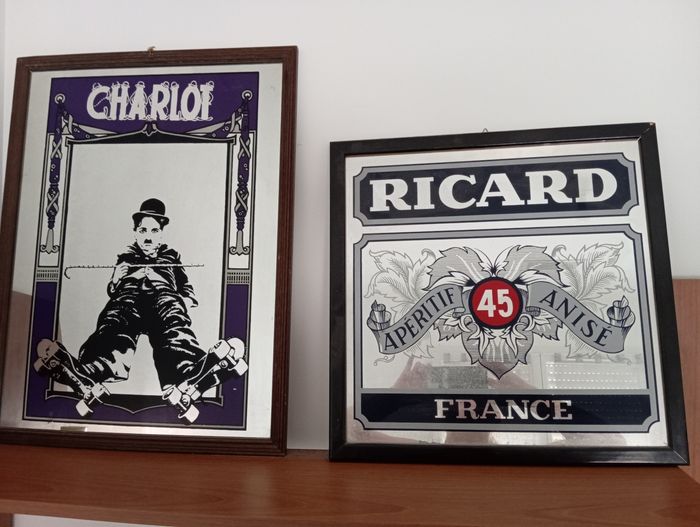 CHARLOT
RICARD
APERITIF 45 ANISÉ
FRANCE